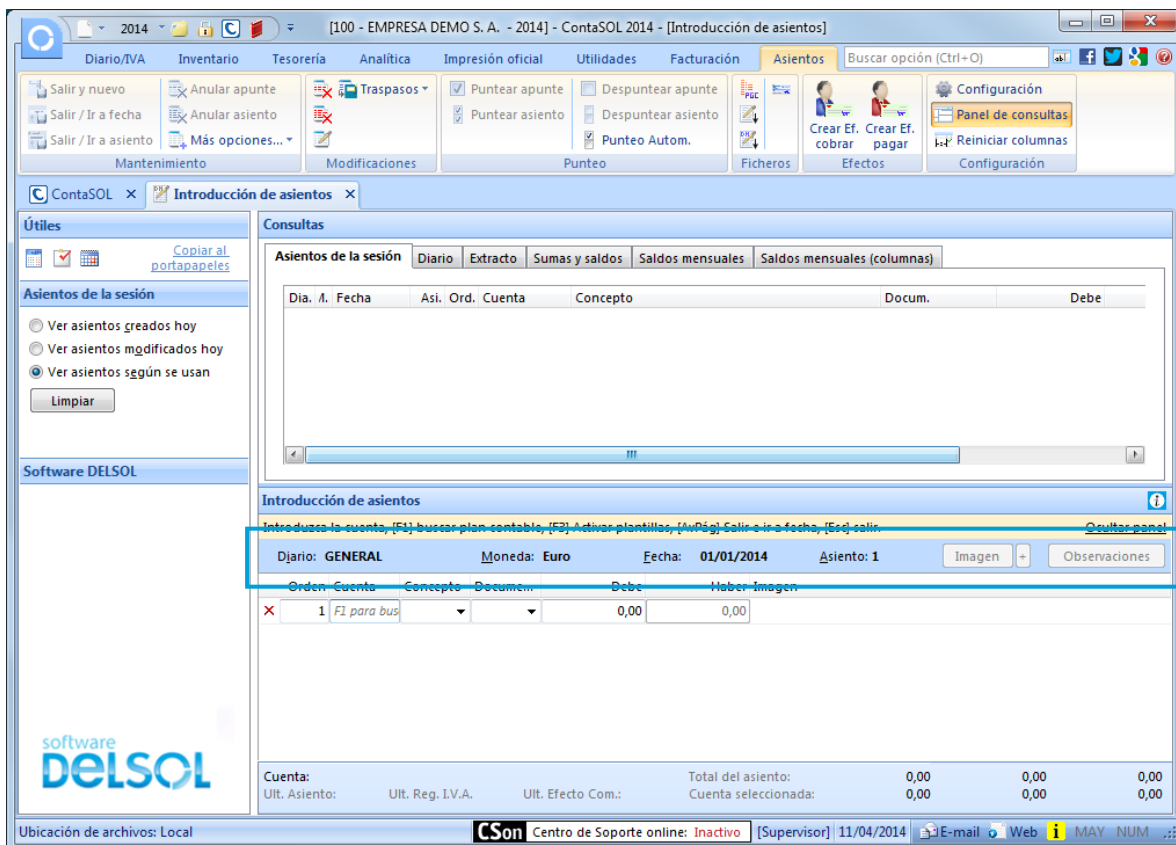 2014 [100 - EMPRESA DEMO S. A. - 2014] - ContaSOL 2014 - [Introducción de asientos]
Diario/IVA Inventario Tesorería Analítica Impresión oficial Utilidades Facturación Asientos Buscar opción (Ctrl+O)
Salir y nuevo Anular apunte Traspasos Puntear apunte Despuntear apunte Configuración
Salir / Ir a fecha Anular asiento Puntear asiento Despuntear asiento Crear Ef. Crear Ef. Panel de consultas
Salir / Ir a asiento Más opciones... Punteo Autom. cobrar pagar Reiniciar columnas
Mantenimiento Modificaciones Punteo Ficheros Efectos Configuración
ContaSOL Introducción de asientos
Útiles Consultas
Copiar al
portapapeles
Asientos de la sesión Diario Extracto Sumas y saldos Saldos mensuales Saldos mensuales (columnas)
Asientos de la sesión Dia. Fecha Asi. Ord. Cuenta Concepto Docum. Debe
Ver asientos creados hoy
Ver asientos modificados hoy
Ver asientos según se usan
Limpiar
Software DELSOL
Introducción de asientos
Introduzca la cuenta, [F1] buscar plan contable, [F3] Activar plantillas, [AvPág] Salir e ir a fecha, [Esc] salir. Ocultar panel
Diario: GENERAL Moneda: Euro Fecha: 01/01/2014 Asiento: 1 Imagen + Observaciones
Orden Cuenta Concepto Docume... Debe Haber Imagen
1 F1 para bus 0,00 0,00
software
DELSOL
Cuenta: Total del asiento: 0,00 0,00 0,00
Ult. Asiento: Ult. Reg. I.V.A. Ult. Efecto Com.: Cuenta seleccionada: 0,00 0,00 0,00
Ubicación de archivos: Local CSon Centro de Soporte online: Inactivo [Supervisor] 11/04/2014 E-mail Web MAY NUM